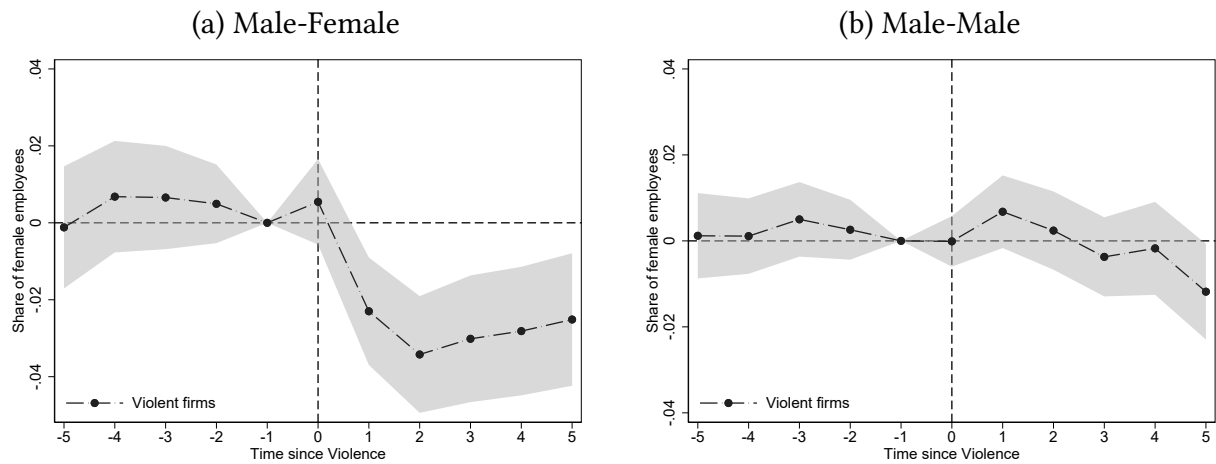 (a) Male-Female
.04
.02
0
-.02
-.04
Share of female employees
Violent firms
-5 -4 -3 -2 -1 0 1 2 3 4 5
Time since Violence
(b) Male-Male
.04
.02
0
-.02
-.04
Share of female employees
Violent firms
-5 -4 -3 -2 -1 0 1 2 3 4 5
Time since Violence